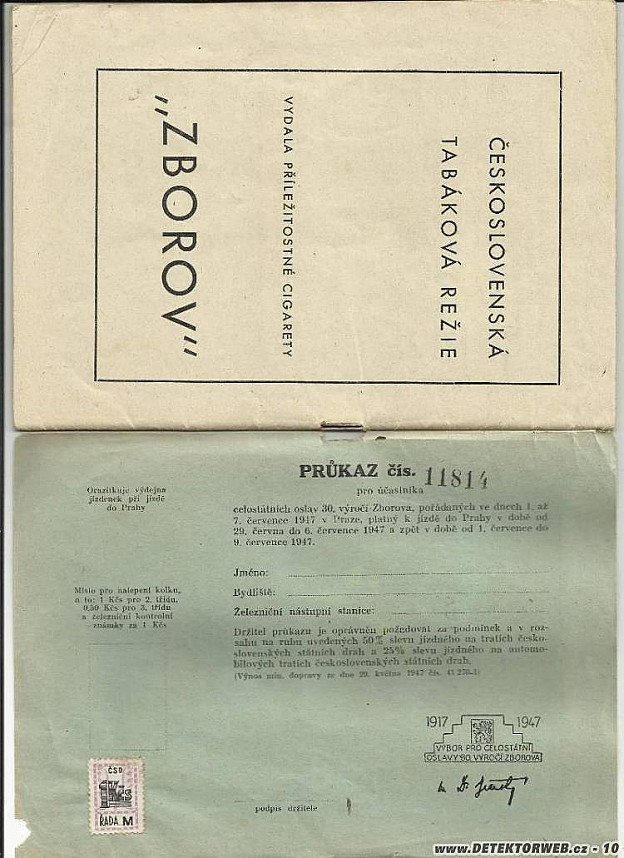 ČESKOSLOVENSKÁ
TABÁKOVÁ REŽIE
VYDALA PŘÍLEŽITOSTNÉ CIGARETY
„ZBOROV“
PRŮKAZ čís. 11814
pro účastníka
celostátních oslav 30. výročí Zborova, pořádaných ve dnech 1. až
7. července 1947 v Praze, platný k jízdě do Prahy v době od
29. června do 6. července 1947 a zpět v době od 1. července do
9. července 1947.
Jméno:
Bydliště:
Železniční nástupní stanice:
Držitel průkazu je oprávněn požadovat za podmínek a v roz-
sahu na rubu uvedených 50% slevu jízdného na tratích česko-
slovenských státních drah a 25% slevu jízdného na automo-
bilových tratích československých státních drah.
(Výnos min. dopravy ze dne 29. května 1947 čís. 41 270-1)
Orazítkuje výdejna
jízdenek při jízdě
do Prahy
Místo pro nalepení kolku,
a to: 1 Kčs pro 2. třídu,
0,50 Kčs pro 3. třídu
a železniční kontrolní
známky za 1 Kčs
ČSD
1 Kčs
ŘADA M
podpis držitele
1917 1947
VÝBOR PRO CELOSTÁTNÍ
OSLAVY 30. VÝROČÍ ZBOROVA
www.DETEKTORWEB.cz - 10